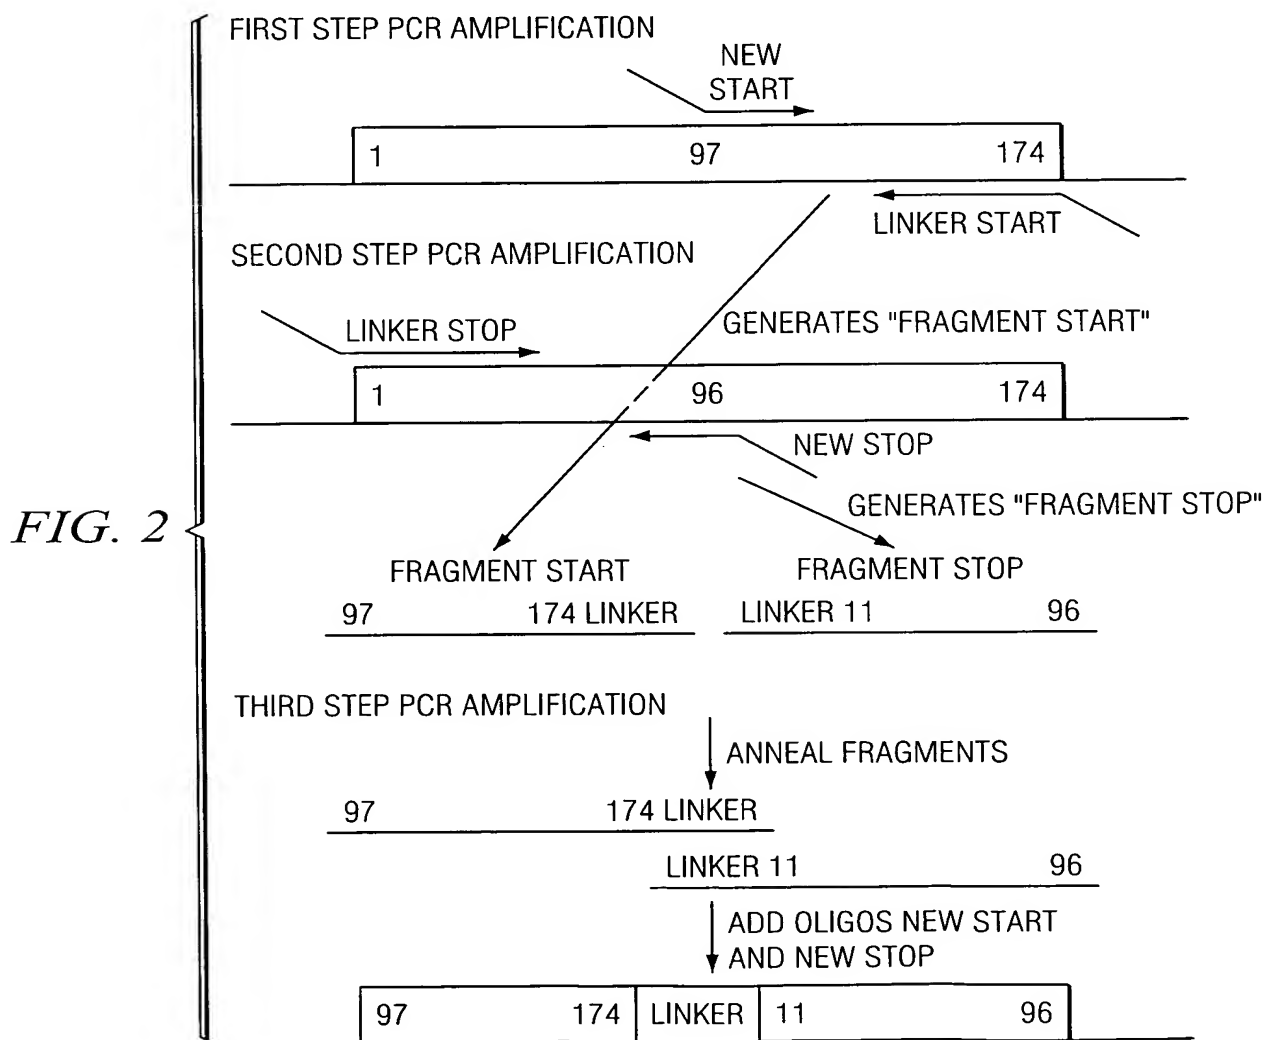 FIRST STEP PCR AMPLIFICATION
NEW
START
1 97 174
LINKER START
SECOND STEP PCR AMPLIFICATION
GENERATES "FRAGMENT START"
LINKER STOP
1 96 174
NEW STOP
GENERATES "FRAGMENT STOP"
FIG. 2
FRAGMENT START FRAGMENT STOP
97 174 LINKER LINKER 11 96
THIRD STEP PCR AMPLIFICATION
ANNEAL FRAGMENTS
97 174 LINKER
LINKER 11 96
ADD OLIGOS NEW START
AND NEW STOP
97 174 LINKER 11 96